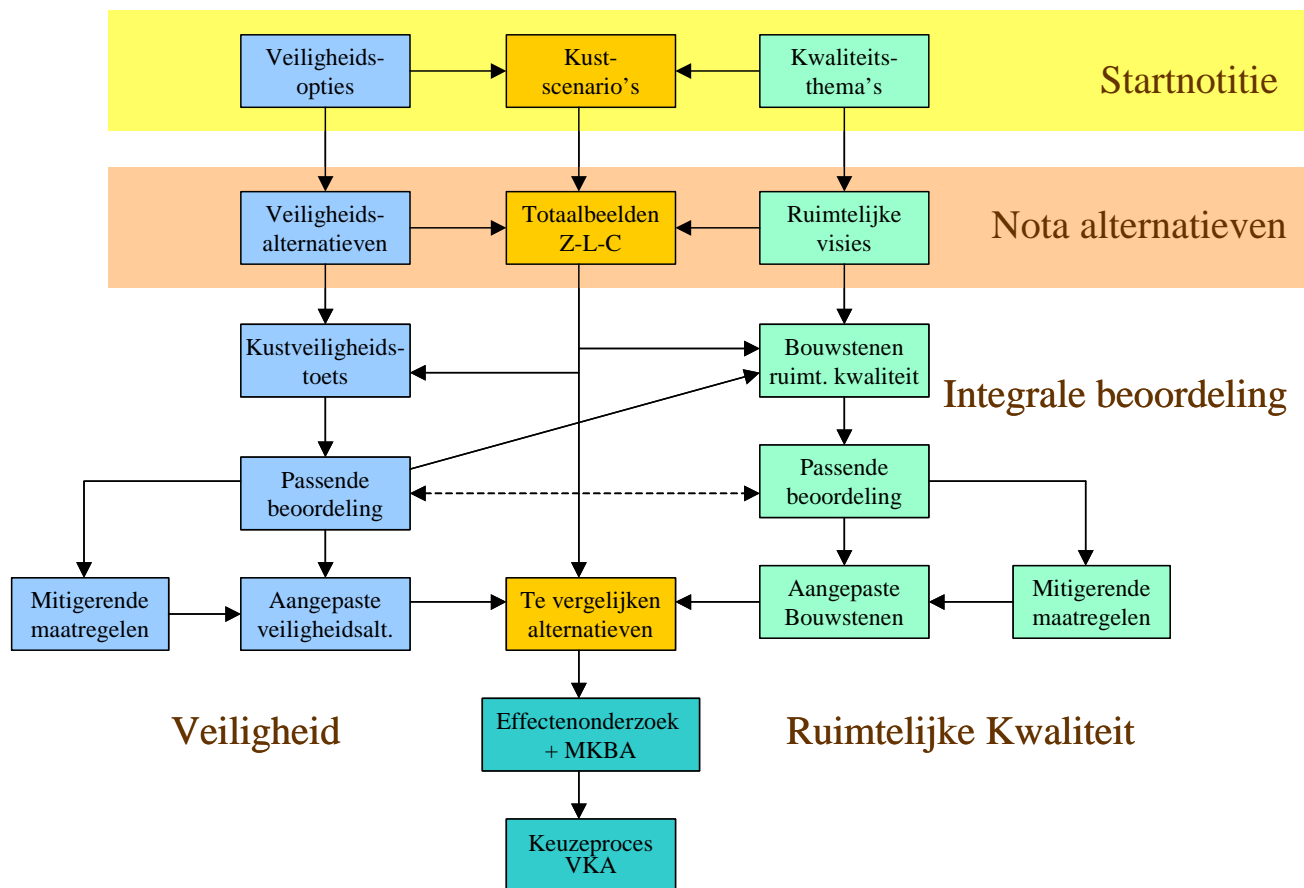 Veiligheids-
opties
Kust-
scenario's
Kwaliteits-
thema's
Startnotitie
Veiligheids-
alternatieven
Totaalbeelden
Z-L-C
Ruimtelijke
visies
Nota alternatieven
Kustveiligheids-
toets
Bouwstenen
ruimt. kwaliteit
Integrale beoordeling
Passende
beoordeling
Passende
beoordeling
Mitigerende
maatregelen
Aangepaste
veiligheidsalt.
Te vergelijken
alternatieven
Aangepaste
Bouwstenen
Mitigerende
maatregelen
Veiligheid
Effectenonderzoek
+ MKBA
Ruimtelijke Kwaliteit
Keuzeproces
VKA